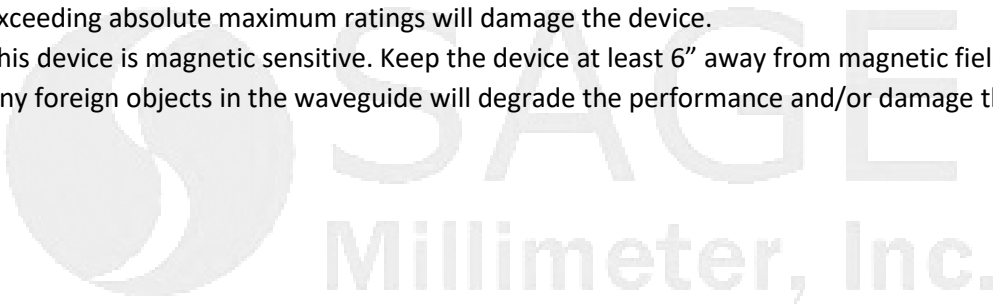 xceeding absolute maximum ratings will damage the device.
his device is magnetic sensitive. Keep the device at least 6” away from magnetic fiel
ny foreign objects in the waveguide will degrade the performance and/or damage t
SAGE
Millimeter, Inc.